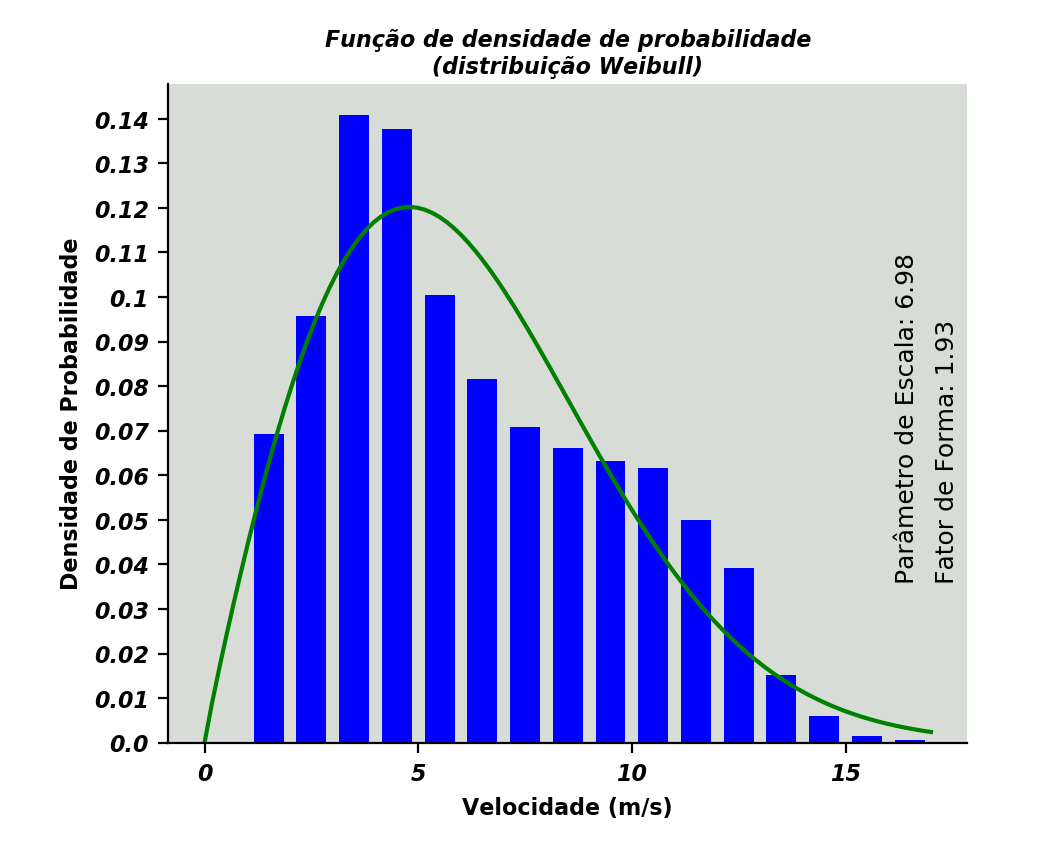 Função de densidade de probabilidade
(distribuição Weibull)
Densidade de Probabilidade
0.14
0.13
0.12
0.11
0.1
0.09
0.08
0.07
0.06
0.05
0.04
0.03
0.02
0.01
0.0
0 5 10 15
Velocidade (m/s)
Parâmetro de Escala: 6.98
Fator de Forma: 1.93